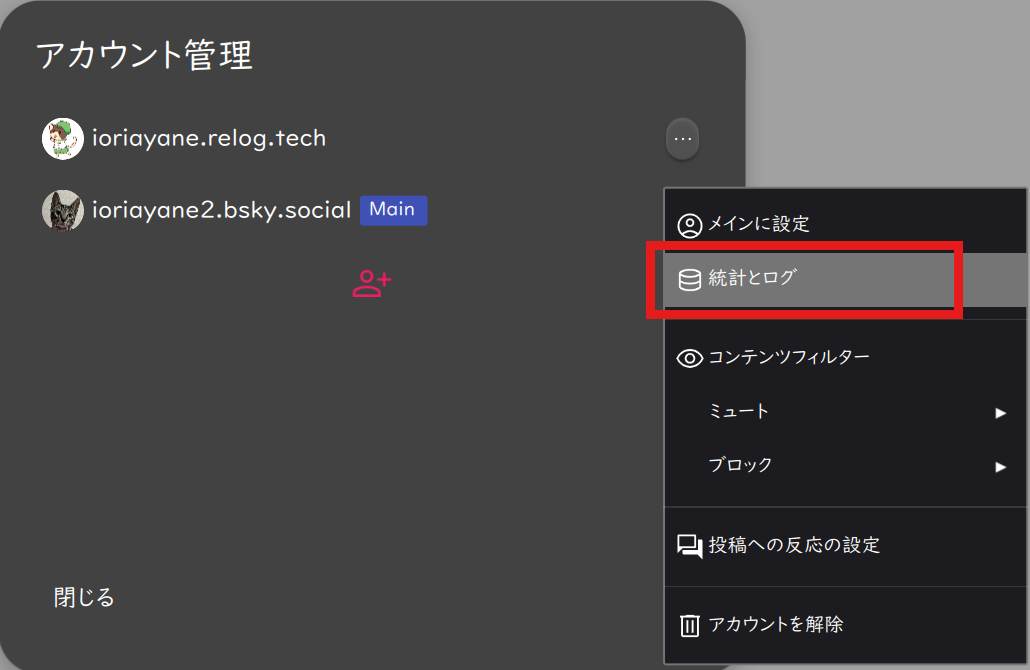 アカウント管理
ioriayane.relog.tech
ioriayane2.bsky.social Main
メインに設定
統計とログ
コンテンツフィルター
ミュート
ブロック
投稿への反応の設定
アカウントを解除
閉じる